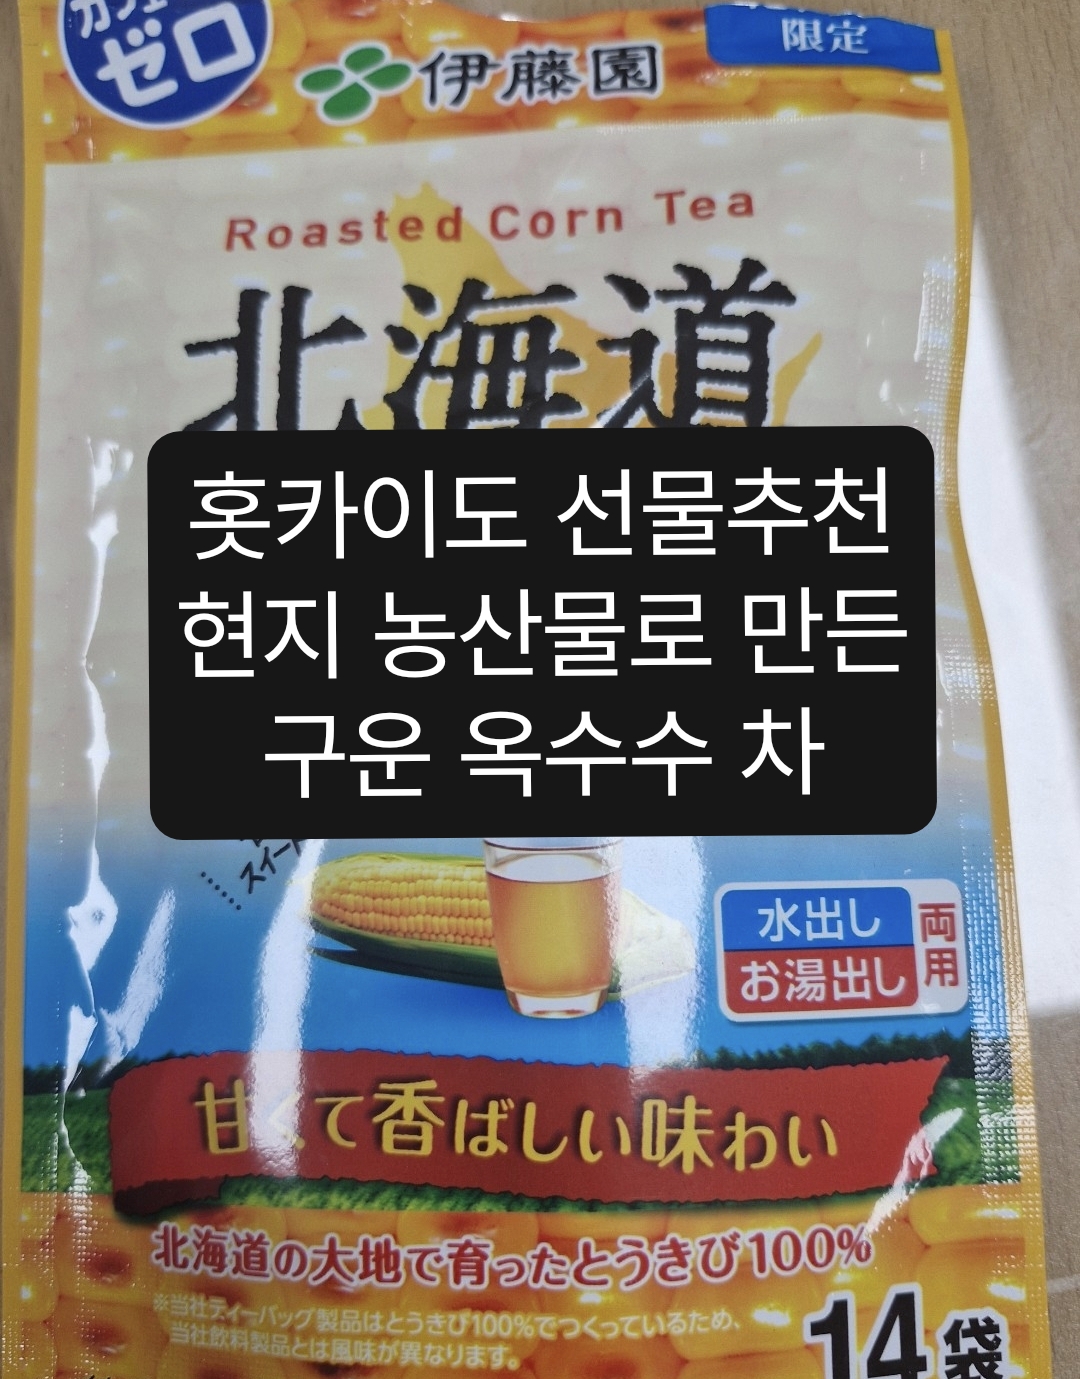 ゼロ
伊藤園
限定
Roasted Corn Tea
北海道
홋카이도 선물추천
현지 농산물로 만든
구운 옥수수 차
水出し
お湯出し
両用
甘くて香ばしい味わい
北海道の大地で育ったとうきび100%
※当社ティーバッグ製品はとうきび100%でつくっているため、
当社飲料製品とは風味が異なります。
14袋